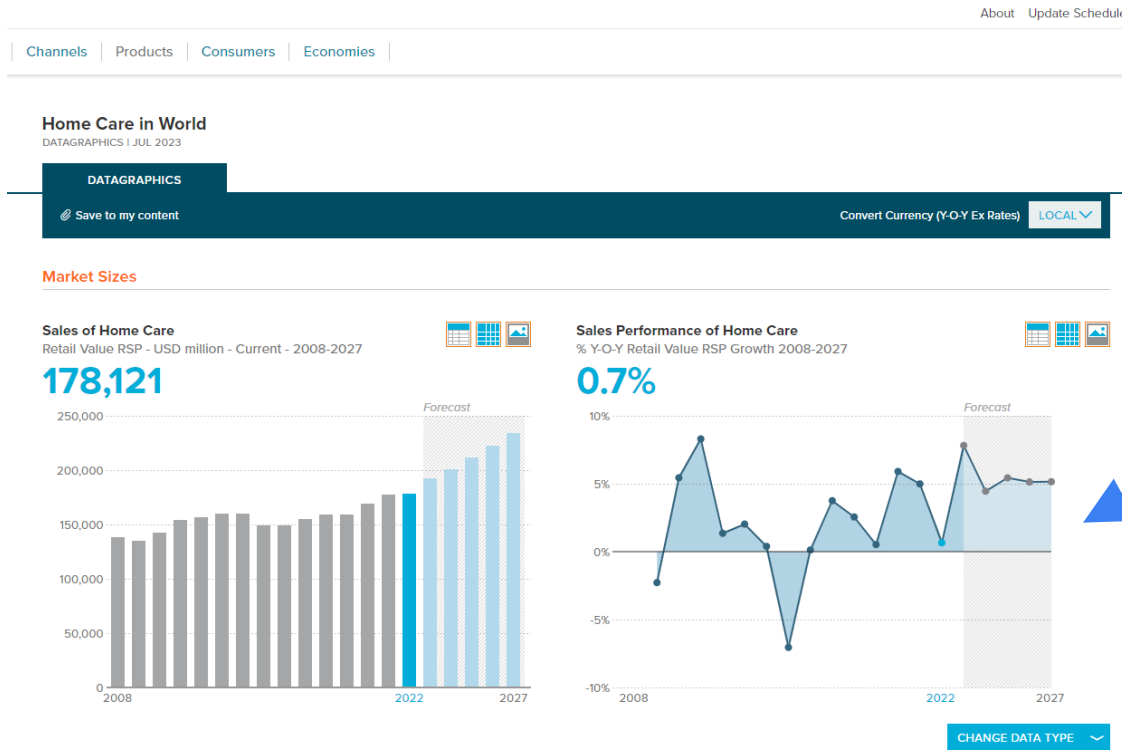 About Update Schedule
Channels Products Consumers Economies
Home Care in World
DATAGRAPHICS | JUL 2023
DATAGRAPHICS
Save to my content
Convert Currency (Y-O-Y Ex Rates) LOCAL
Market Sizes
Sales of Home Care
Retail Value RSP - USD million - Current - 2008-2027
178,121
Forecast
250,000
200,000
150,000
100,000
50,000
0
2008 2022 2027
Sales Performance of Home Care
% Y-O-Y Retail Value RSP Growth 2008-2027
0.7%
Forecast
10%
5%
0%
-5%
-10%
2008 2022 2027
CHANGE DATA TYPE